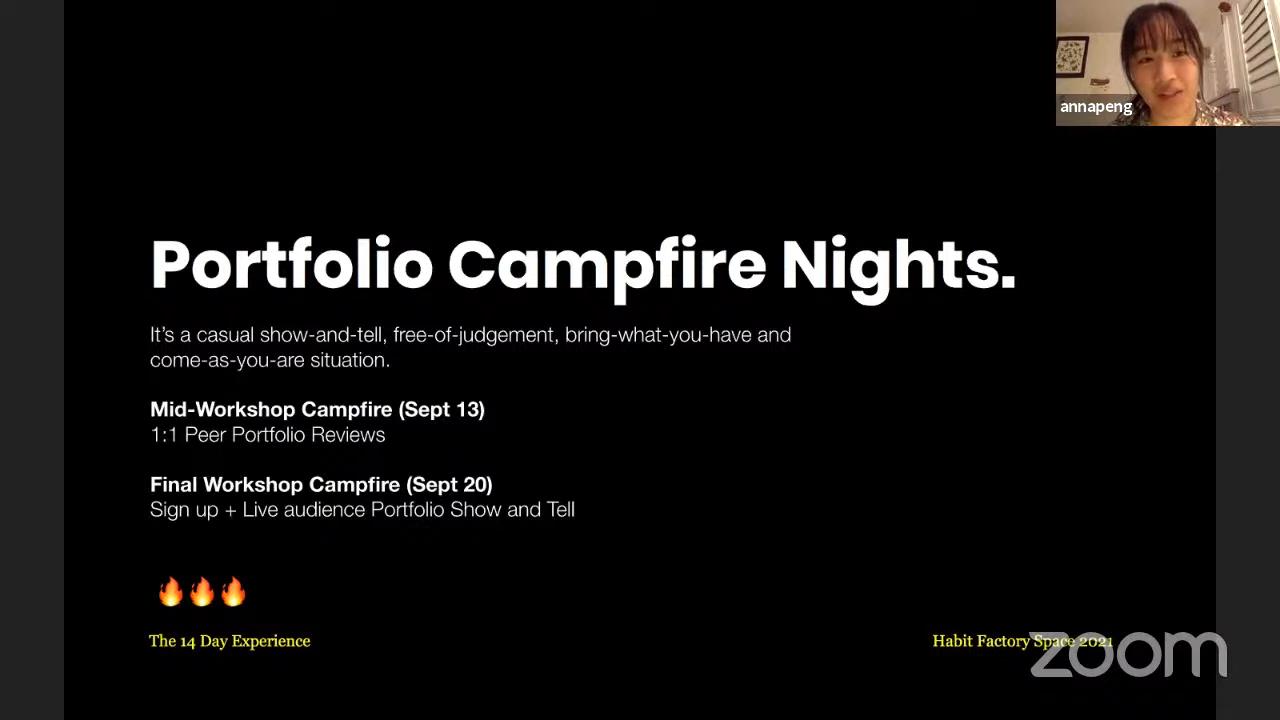 annapeng
Portfolio Campfire Nights.
It’s a casual show-and-tell, free-of-judgement, bring-what-you-have and
come-as-you-are situation.
Mid-Workshop Campfire (Sept 13)
1:1 Peer Portfolio Reviews
Final Workshop Campfire (Sept 20)
Sign up + Live audience Portfolio Show and Tell
The 14 Day Experience
Habit Factory Space 2021
zoom